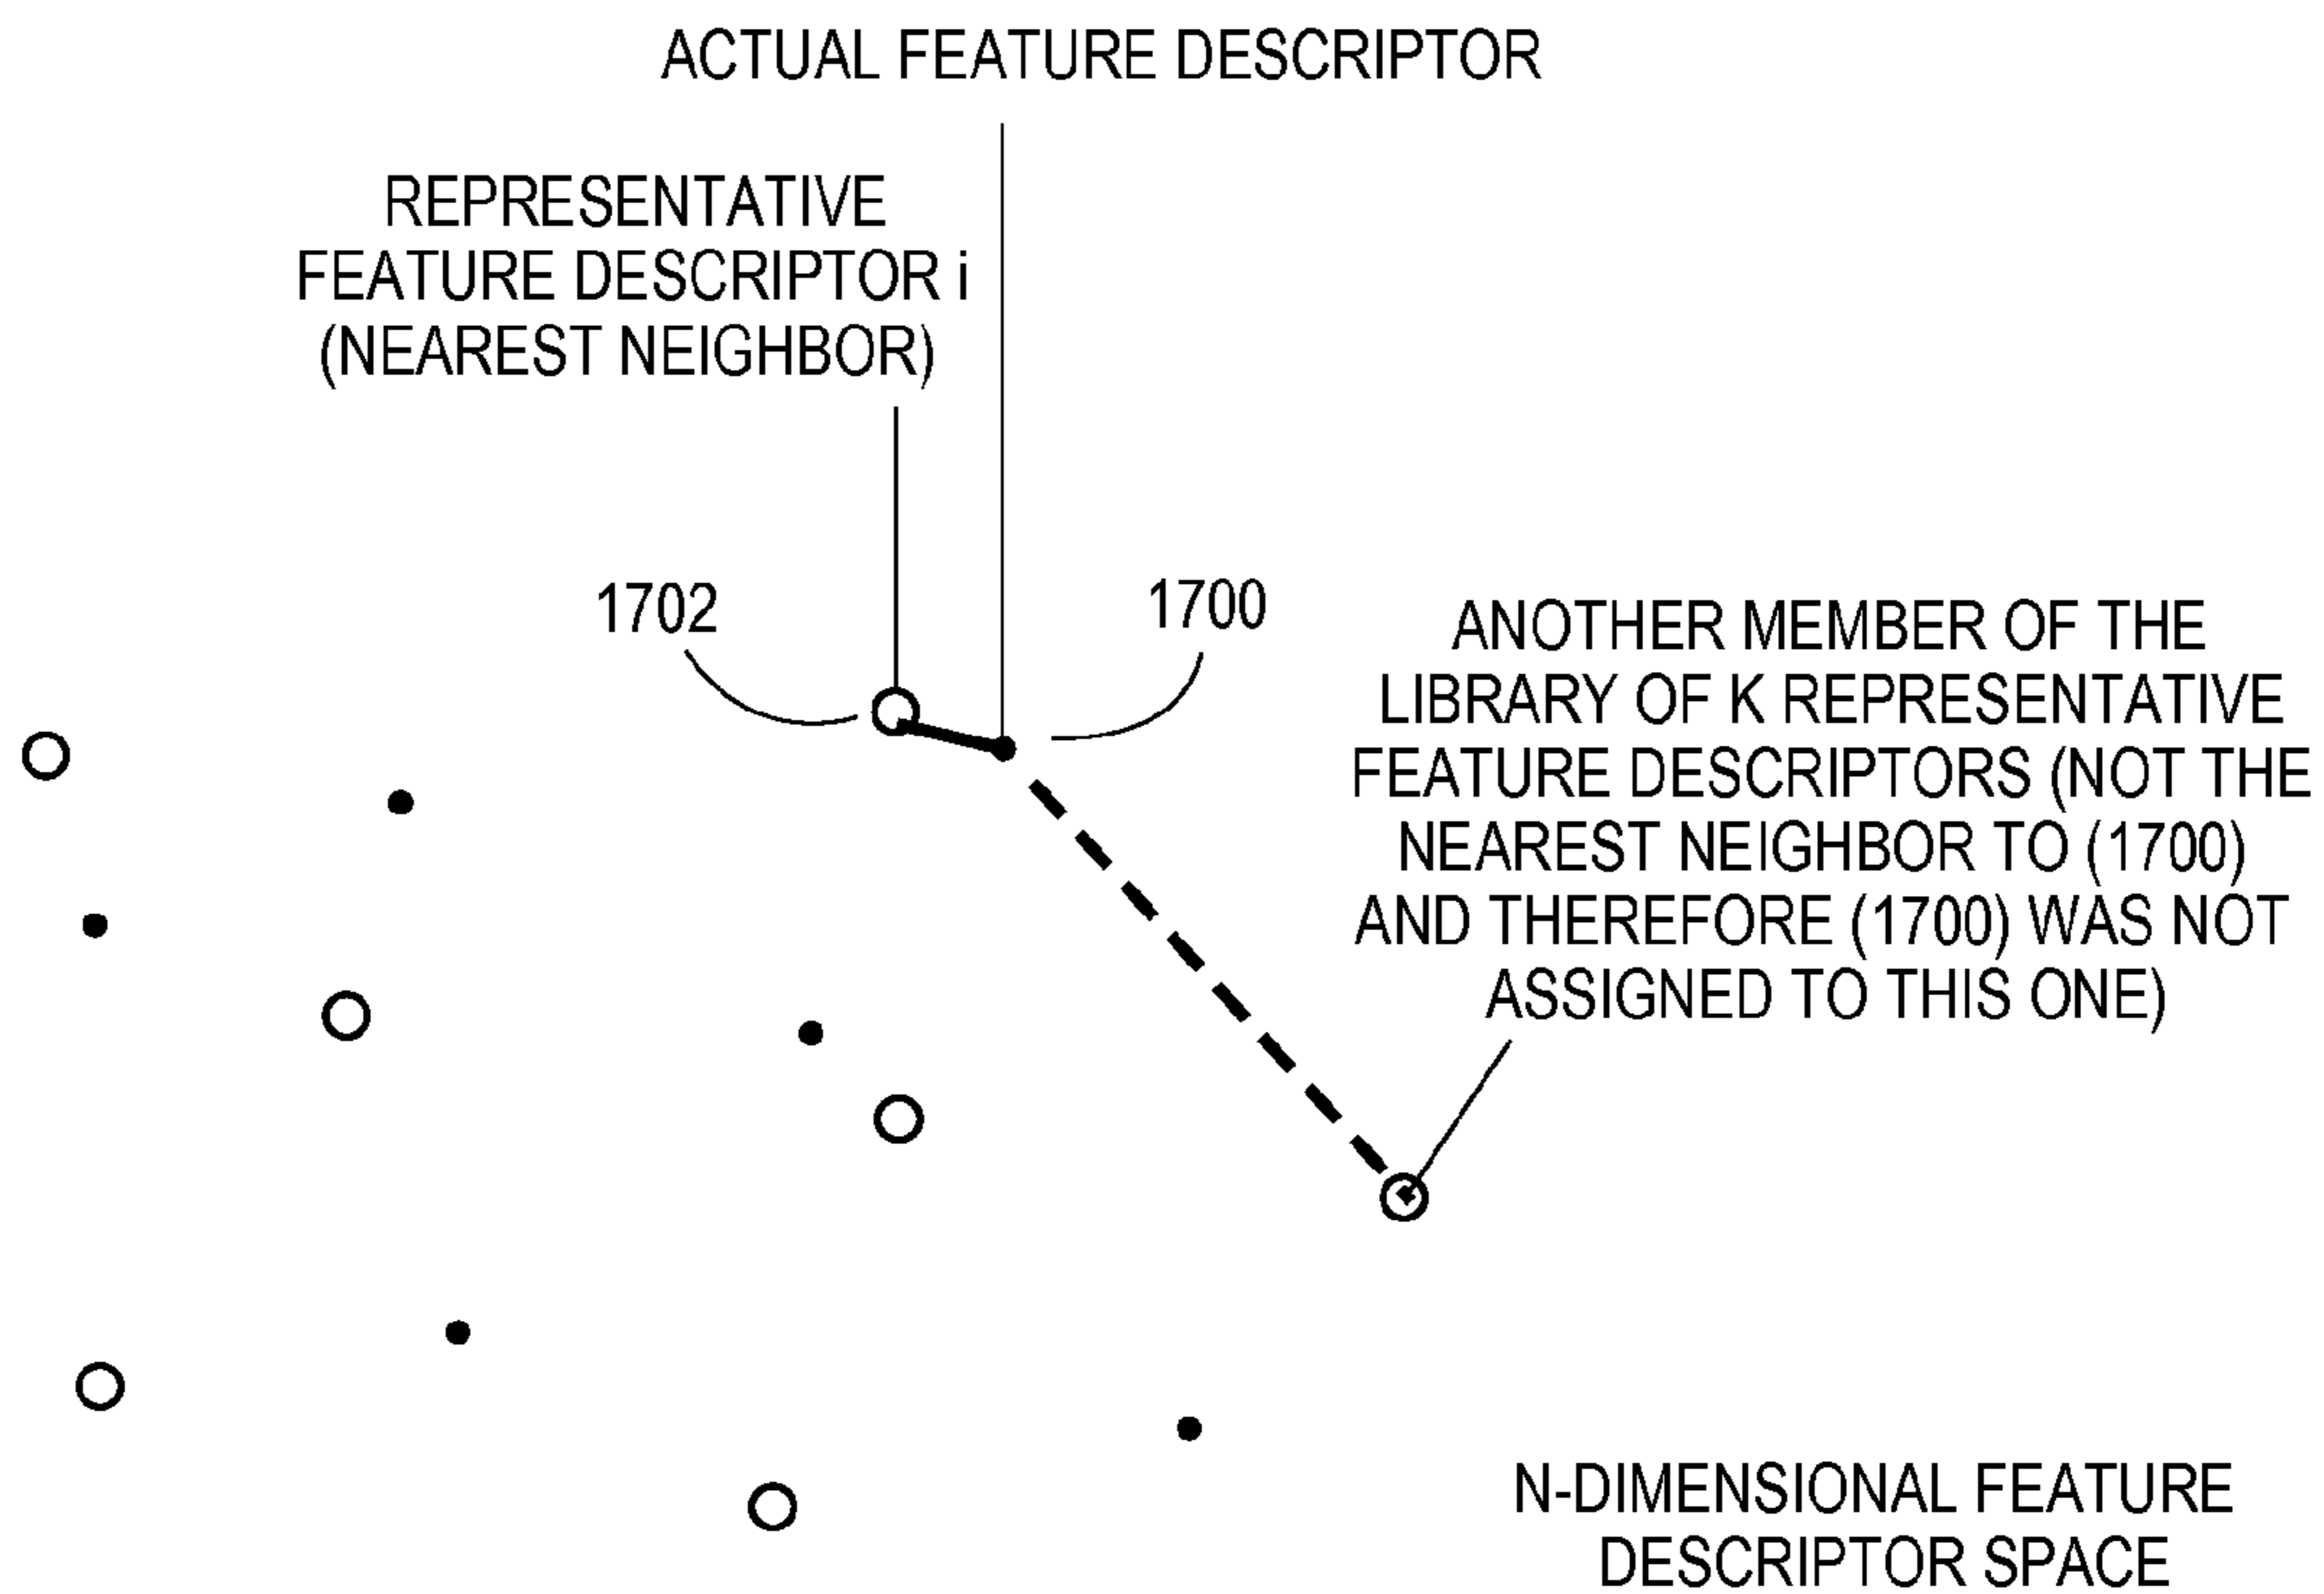 ACTUAL FEATURE DESCRIPTOR
REPRESENTATIVE
FEATURE DESCRIPTOR i
(NEAREST NEIGHBOR)
1702
1700
ANOTHER MEMBER OF THE
LIBRARY OF K REPRESENTATIVE
FEATURE DESCRIPTORS (NOT THE
NEAREST NEIGHBOR TO (1700)
AND THEREFORE (1700) WAS NOT
ASSIGNED TO THIS ONE)
N-DIMENSIONAL FEATURE
DESCRIPTOR SPACE